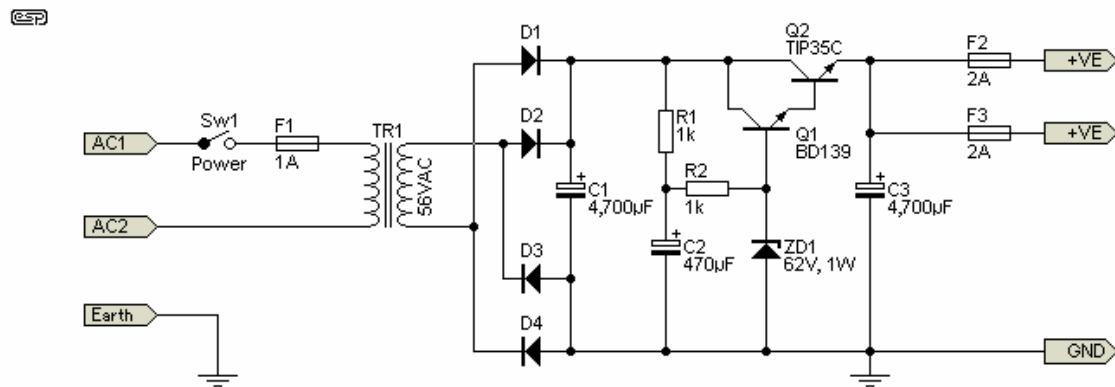 esp
D1
Q2
TIP35C
F2
+VE
2A
Sw1
F1
TR1
D2
R1
1k
F3
+VE
2A
AC1
Power
1A
56VAC
Q1
BD139
R2
1k
C1
4,700µF
C3
4,700µF
AC2
D3
C2
470µF
ZD1
62V, 1W
Earth
D4
GND